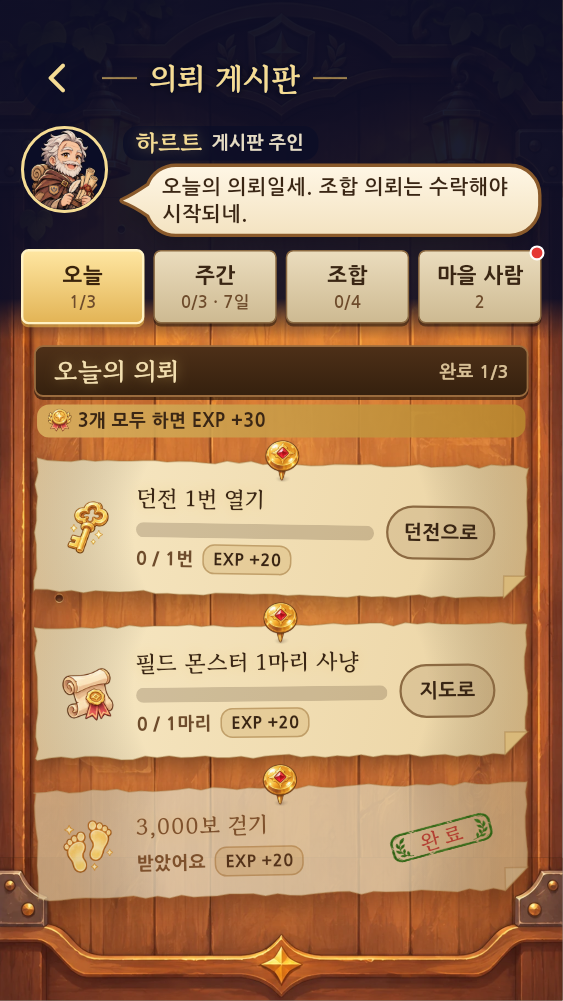 의뢰 게시판
하르트 게시판 주인
오늘의 의뢰일세. 조합 의뢰는 수락해야
시작되네.
오늘
1/3
주간
0/3 · 7일
조합
0/4
마을 사람
2
오늘의 의뢰
완료 1/3
3개 모두 하면 EXP +30
던전 1번 열기
던전으로
0 / 1번 EXP +20
필드 몬스터 1마리 사냥
지도로
0 / 1마리 EXP +20
3,000보 걷기
완료
받았어요 EXP +20